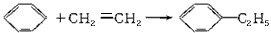 + CH₂=CH₂ ⟶ C₂H₅